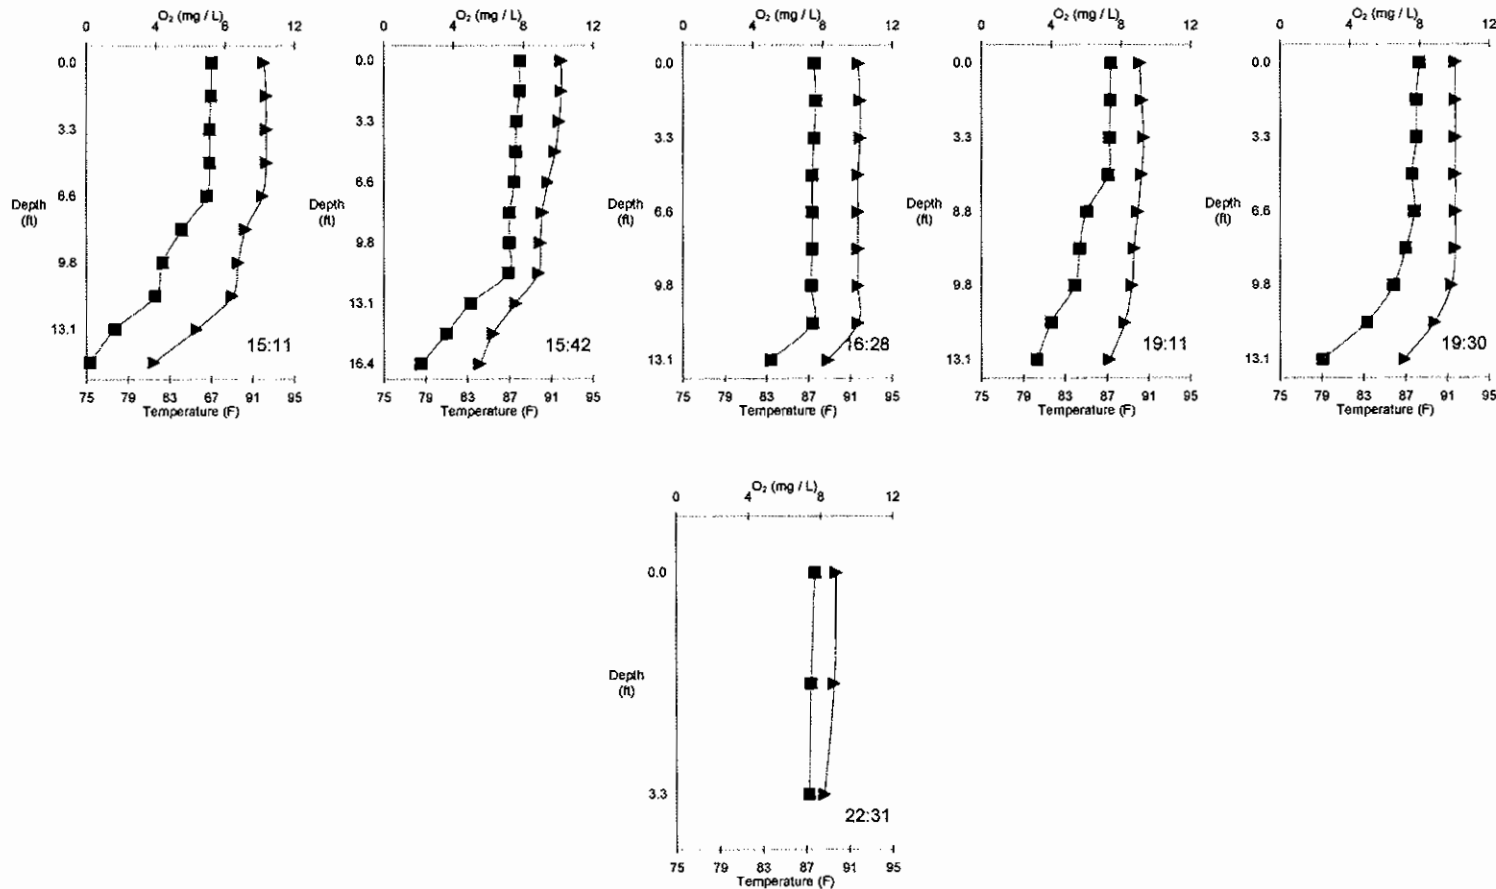 O₂ (mg / L)
0 4 8 12
0.0
3.3
6.6
Depth
(ft)
9.8
13.1
15:11
75 79 83 87 91 95
Temperature (F)
O₂ (mg / L)
0 4 8 12
0.0
3.3
6.6
Depth
(ft)
9.8
13.1
15:42
16.4
75 79 83 87 91 95
Temperature (F)
O₂ (mg / L)
0 4 8 12
0.0
3.3
Depth
(ft)
6.6
9.8
16:28
13.1
75 79 83 87 91 95
Temperature (F)
O₂ (mg / L)
0 4 8 12
0.0
3.3
Depth
(ft)
8.8
9.8
19:11
13.1
75 79 83 87 91 95
Temperature (F)
O₂ (mg / L)
0 4 8 12
0.0
3.3
Depth
(ft)
6.6
9.8
19:30
13.1
75 79 83 87 91 95
Temperature (F)
O₂ (mg / L)
0 4 8 12
0.0
Depth
(ft)
3.3
22:31
75 79 83 87 91 95
Temperature (F)